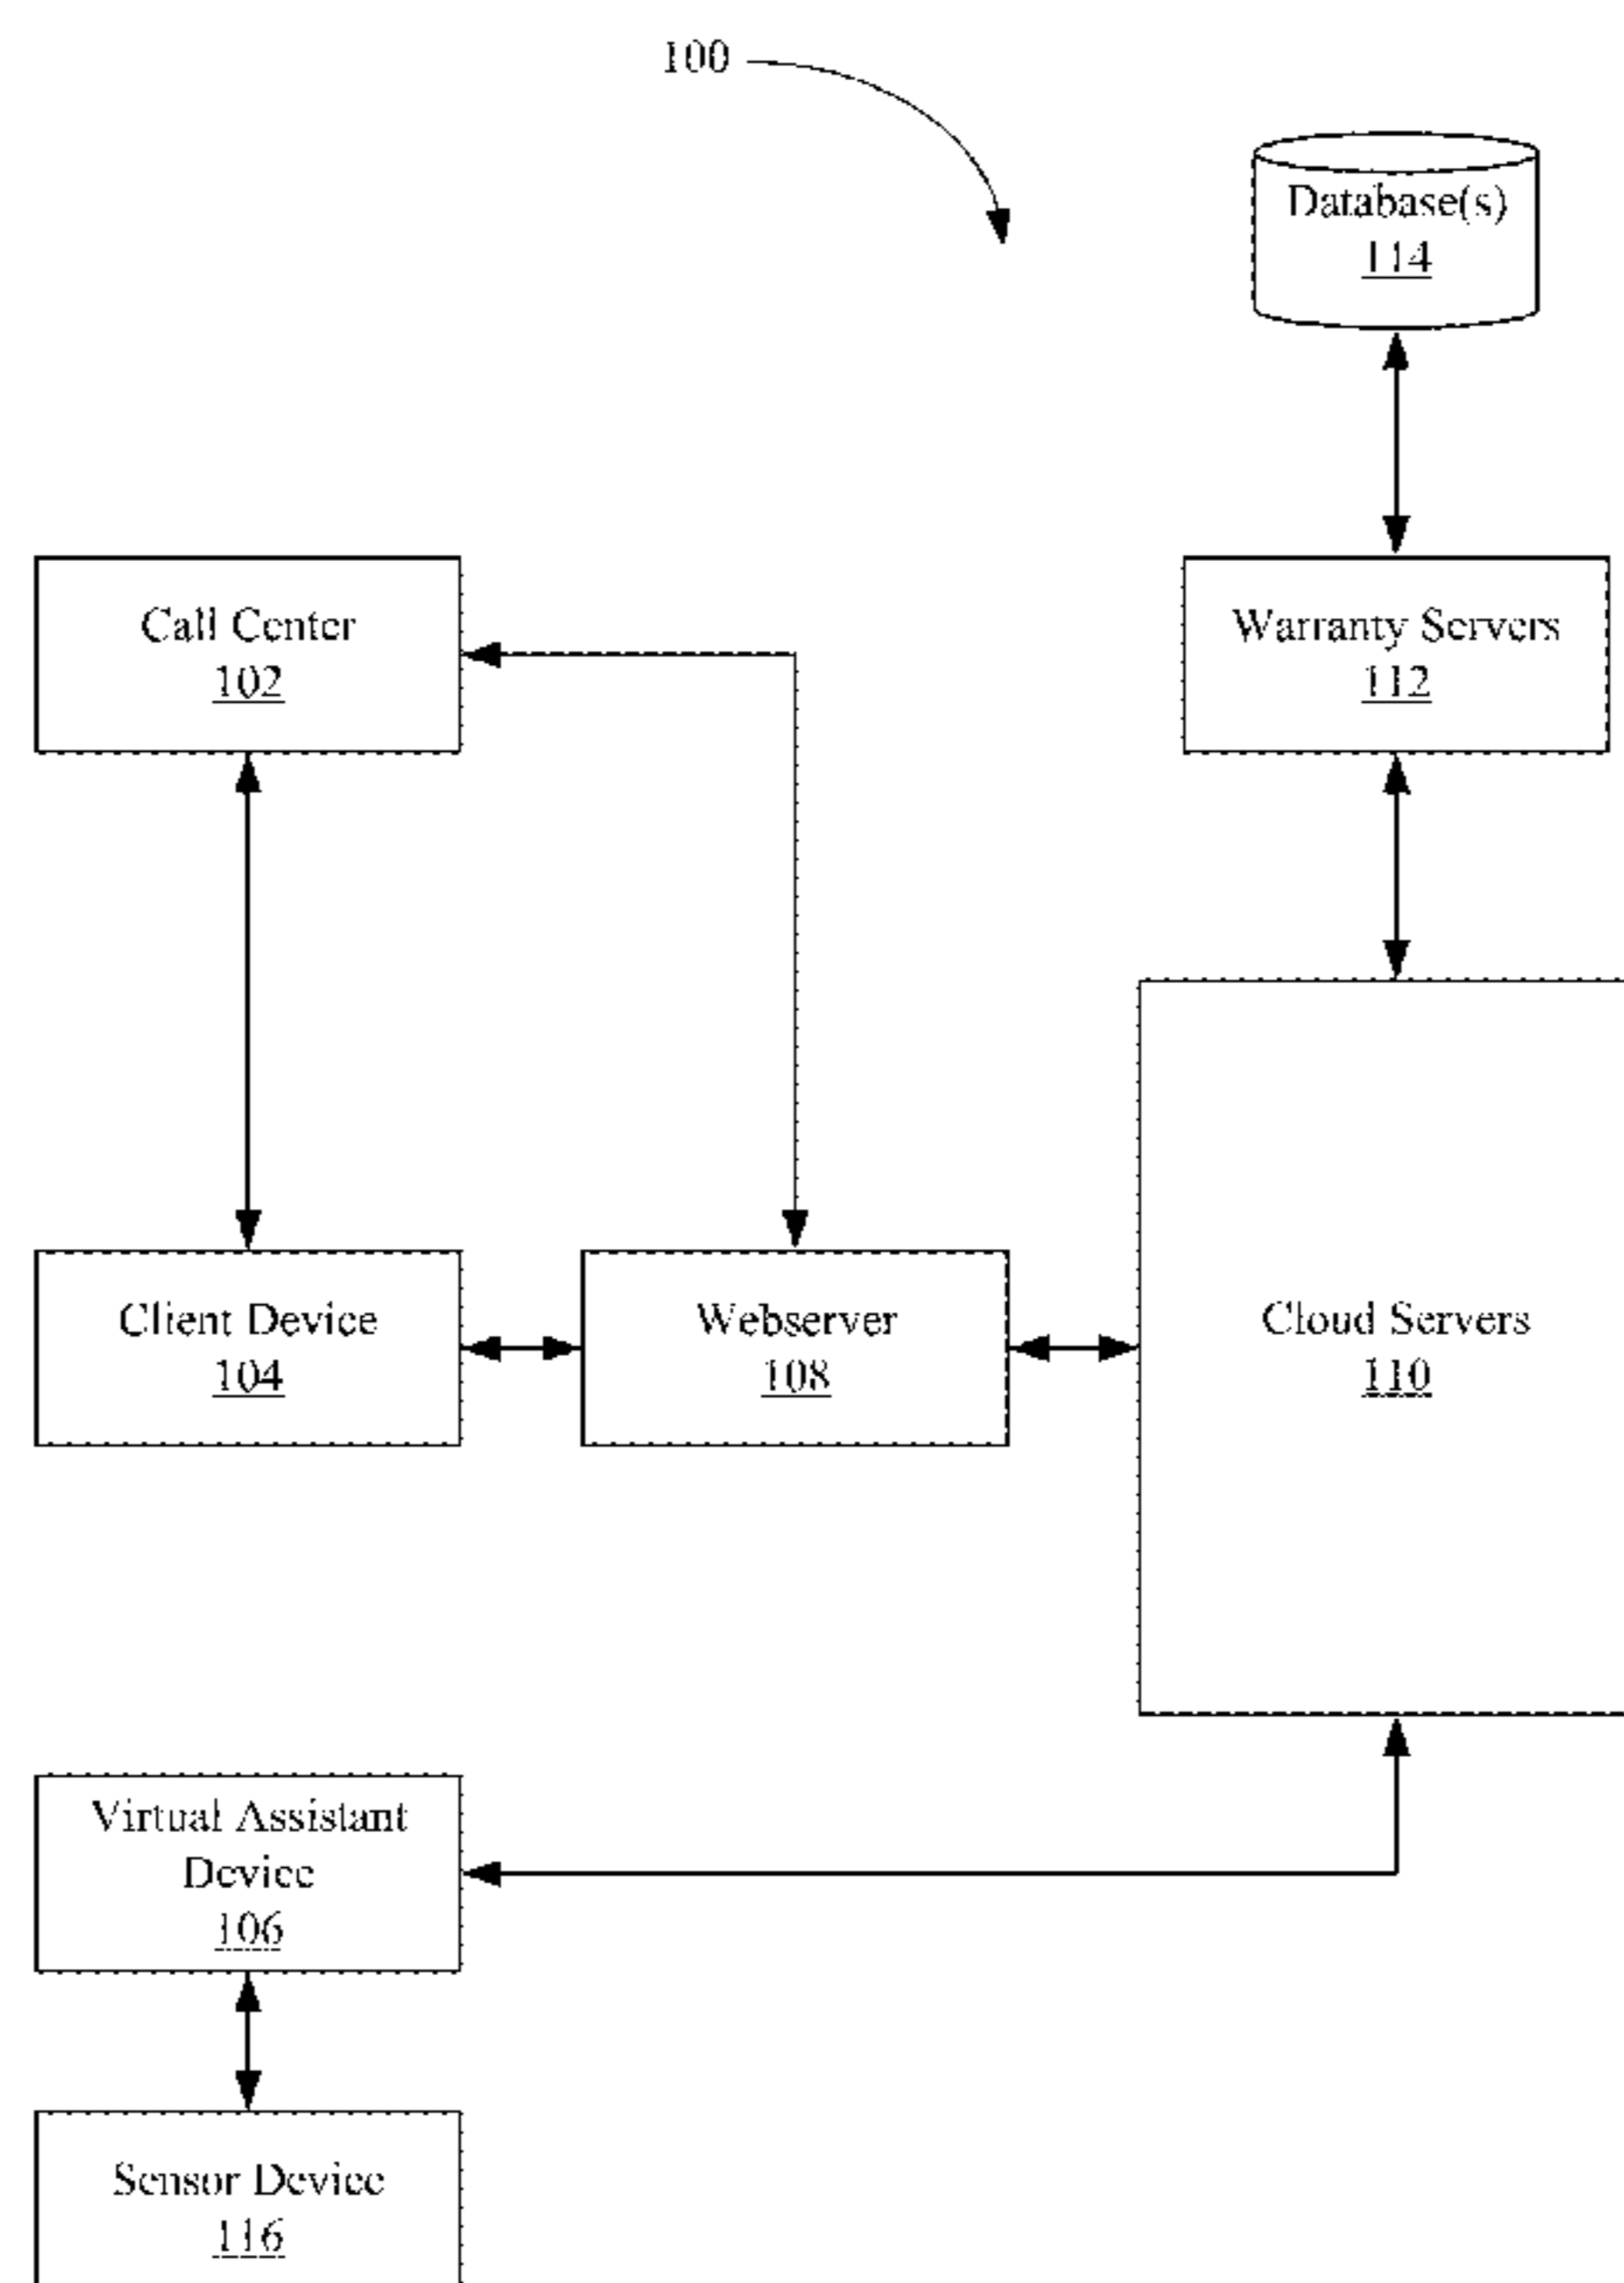 100
Database(s)
114
Call Center
102
Warranty Servers
112
Client Device
104
Webserver
108
Cloud Servers
110
Virtual Assistant
Device
106
Sensor Device
116